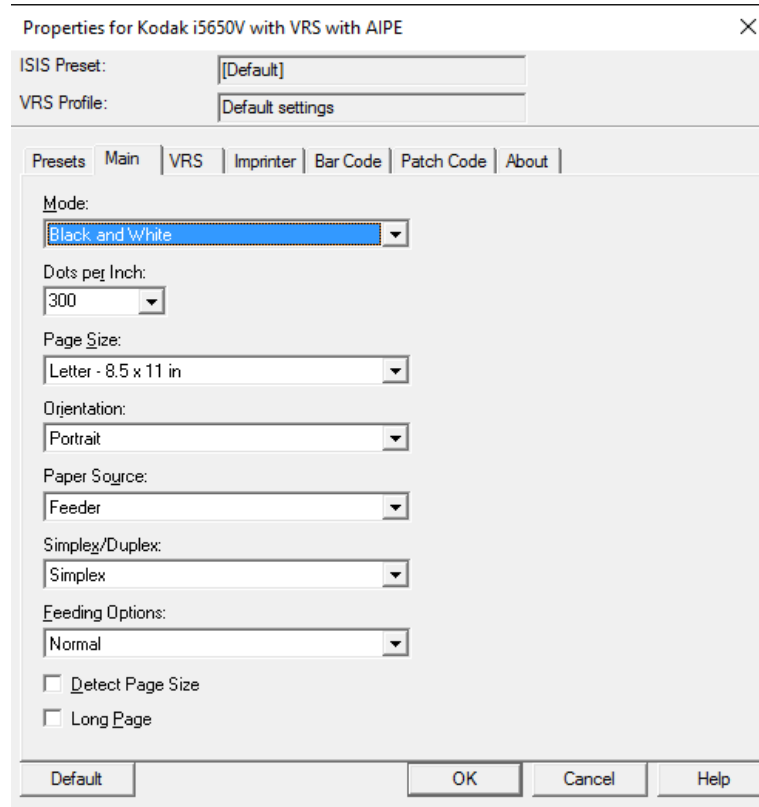 Properties for Kodak i5650V with VRS with AIPE
ISIS Preset: [Default]
VRS Profile: Default settings
Presets Main VRS Imprinter Bar Code Patch Code About
Mode:
Black and White
Dots per Inch:
300
Page Size:
Letter - 8.5 x 11 in
Orientation:
Portrait
Paper Source:
Feeder
Simplex/Duplex:
Simplex
Feeding Options:
Normal
Detect Page Size
Long Page
Default OK Cancel Help